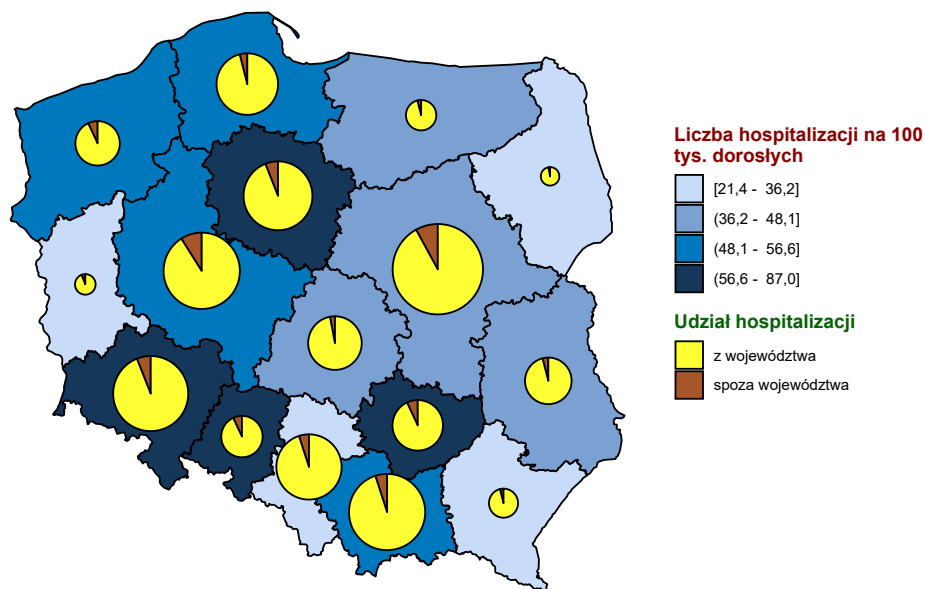 Liczba hospitalizacji na 100
tys. dorosłych
[21,4 - 36,2]
(36,2 - 48,1]
(48,1 - 56,6]
(56,6 - 87,0]
Udział hospitalizacji
z województwa
spoza województwa